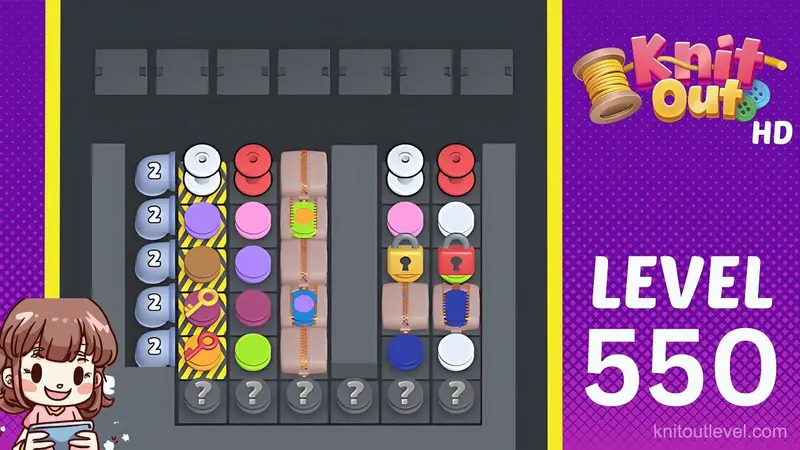 Knit
Out
HD
2
2
2
2
2
? ? ? ? ? ?
LEVEL
550
knitoutlevel.com